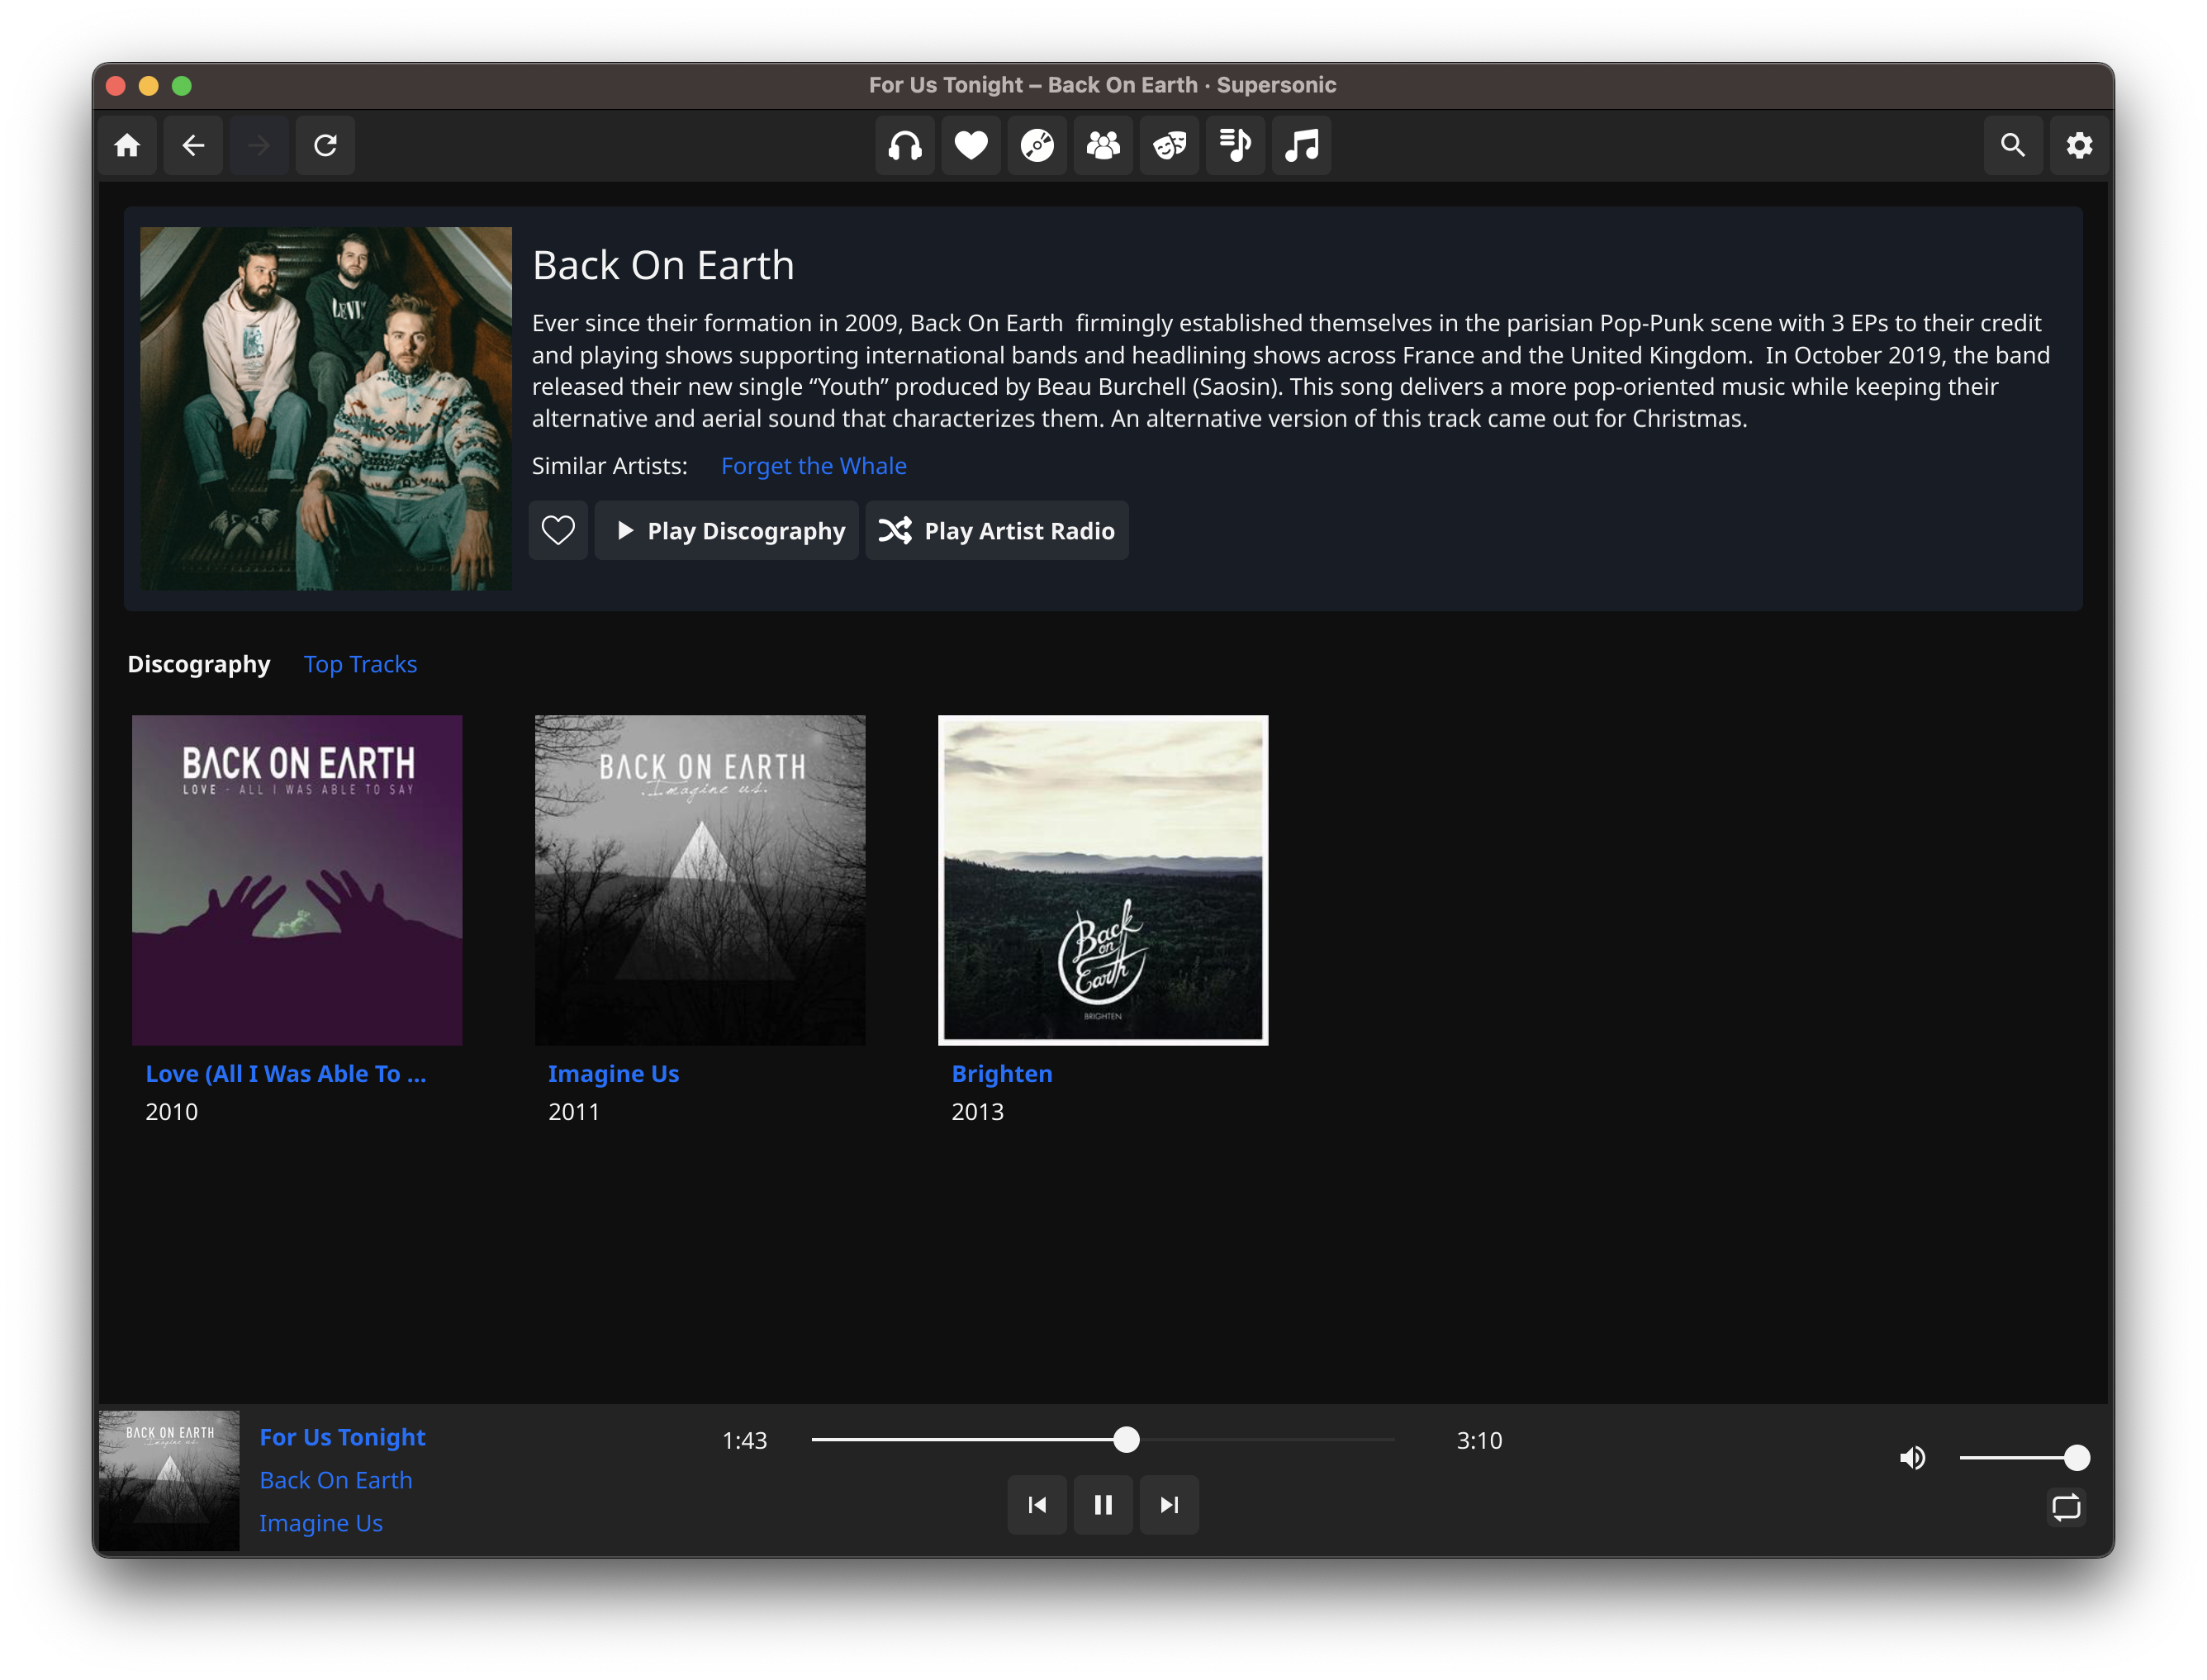 For Us Tonight – Back On Earth · Supersonic
Back On Earth
Ever since their formation in 2009, Back On Earth  firmingly established themselves in the parisian Pop-Punk scene with 3 EPs to their credit
and playing shows supporting international bands and headlining shows across France and the United Kingdom.  In October 2019, the band
released their new single “Youth” produced by Beau Burchell (Saosin). This song delivers a more pop-oriented music while keeping their
alternative and aerial sound that characterizes them. An alternative version of this track came out for Christmas.
Similar Artists: Forget the Whale
Play Discography Play Artist Radio
Discography Top Tracks
BACK ON EARTH
LOVE - ALL I WAS ABLE TO SAY
BACK ON EARTH
.Imagine us.
Back
on
Earth
BRIGHTEN
Love (All I Was Able To ...
2010
Imagine Us
2011
Brighten
2013
BACK ON EARTH
.Imagine us.
For Us Tonight
Back On Earth
Imagine Us
1:43
3:10